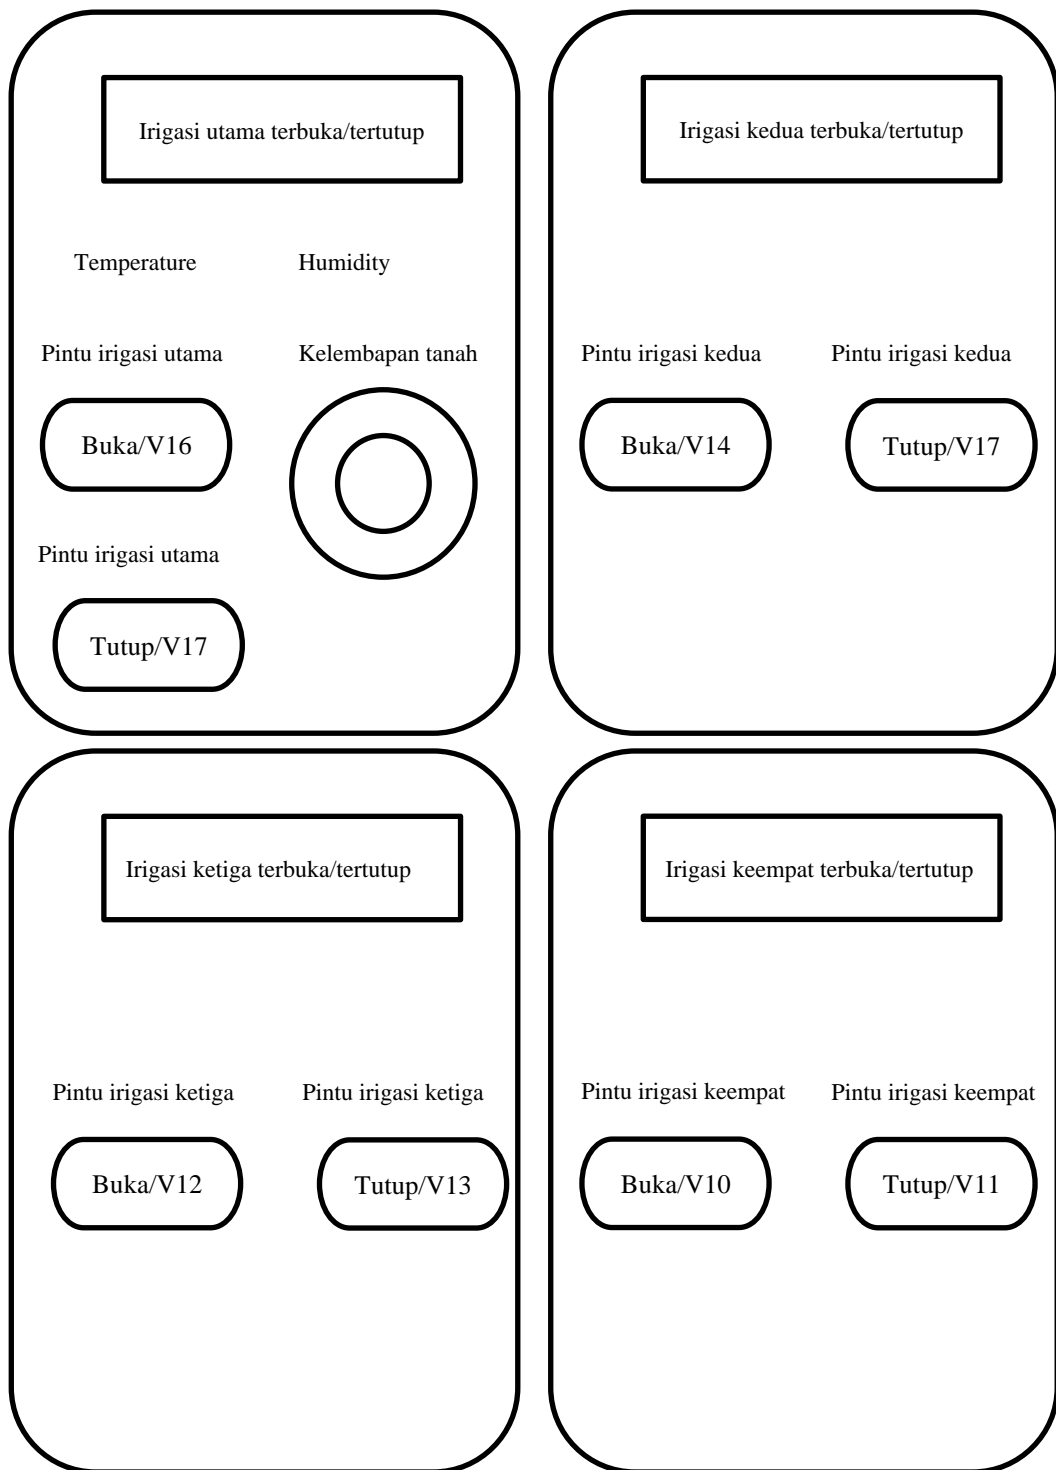 Irigasi utama terbuka/tertutup
Temperature
Humidity
Pintu irigasi utama
Kelembapan tanah
Buka/V16
Pintu irigasi utama
Tutup/V17
Irigasi kedua terbuka/tertutup
Pintu irigasi kedua
Pintu irigasi kedua
Buka/V14
Tutup/V17
Irigasi ketiga terbuka/tertutup
Pintu irigasi ketiga
Pintu irigasi ketiga
Buka/V12
Tutup/V13
Irigasi keempat terbuka/tertutup
Pintu irigasi keempat
Pintu irigasi keempat
Buka/V10
Tutup/V11